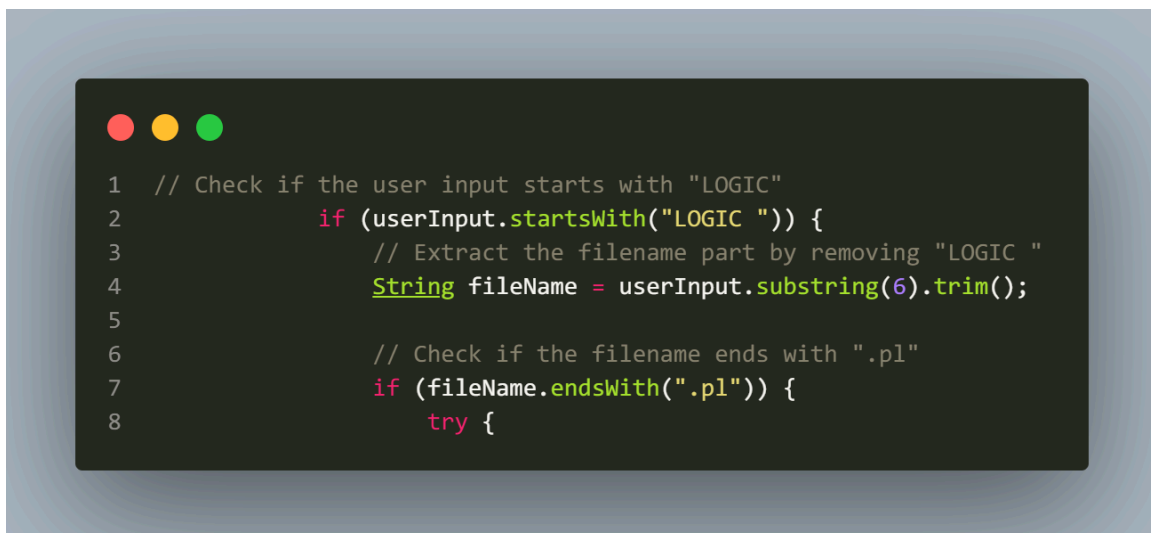 1 // Check if the user input starts with "LOGIC"
2 if (userInput.startsWith("LOGIC ")) {
3 // Extract the filename part by removing "LOGIC "
4 String fileName = userInput.substring(6).trim();
5
6 // Check if the filename ends with ".pl"
7 if (fileName.endsWith(".pl")) {
8 try {